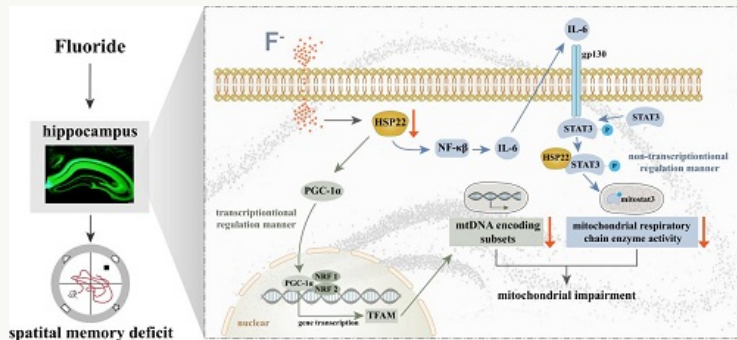 Fluoride
hippocampus
spatital memory deficit
F-
IL-6
gp130
HSP22
NF-κβ
IL-6
STAT3
P
STAT3
HSP22
STAT3
P
non-transcriptiontional
regulation manner
PGC-1α
transcriptiontional
regulation manner
mitostat3
mtDNA encoding
subsets
mitochondrial respiratory
chain enzyme activity
PGC-1α
NRF 1
NRF 2
nuclear
gene transcription
TFAM
mitochondrial impairment